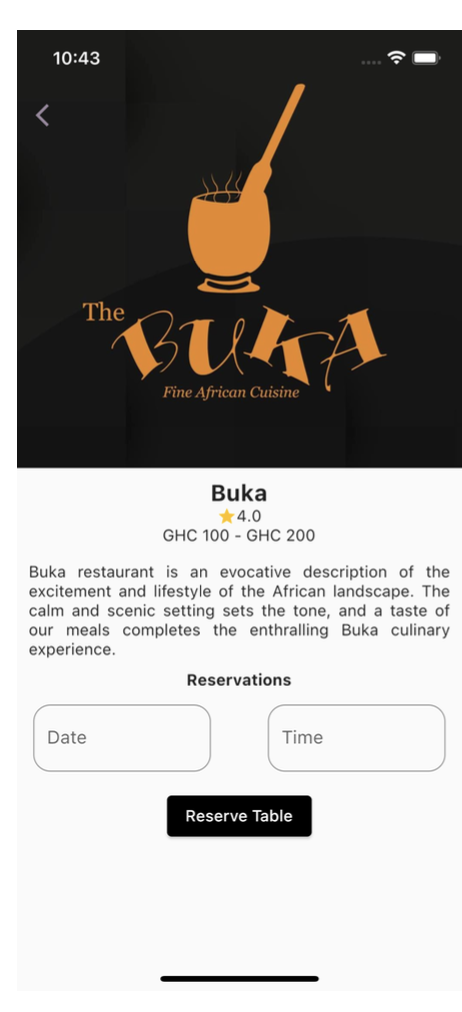 10:43
The
BUKA
Fine African Cuisine
Buka
⭐4.0
GHC 100 - GHC 200
Buka restaurant is an evocative description of the
excitement and lifestyle of the African landscape. The
calm and scenic setting sets the tone, and a taste of
our meals completes the enthralling Buka culinary
experience.
Reservations
Date
Time
Reserve Table